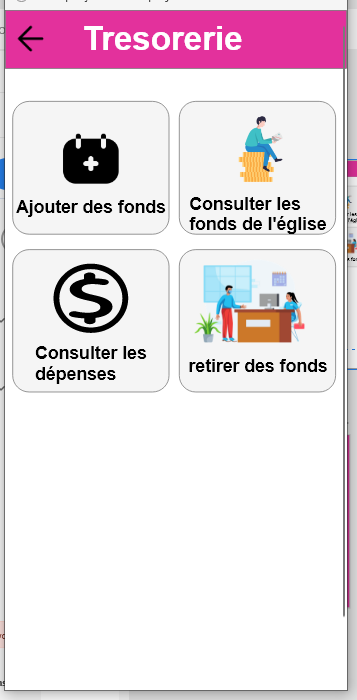 Tresorerie
Ajouter des fonds
Consulter les
fonds de l'église
Consulter les
dépenses
retirer des fonds